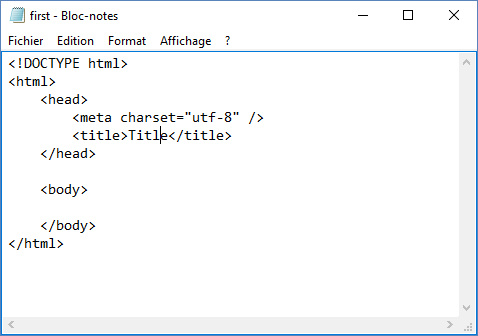 first - Bloc-notes
Fichier Edition Format Affichage ?
<!DOCTYPE html>
<html>
    <head>
        <meta charset="utf-8" />
        <title>Title</title>
    </head>

    <body>

    </body>
</html>